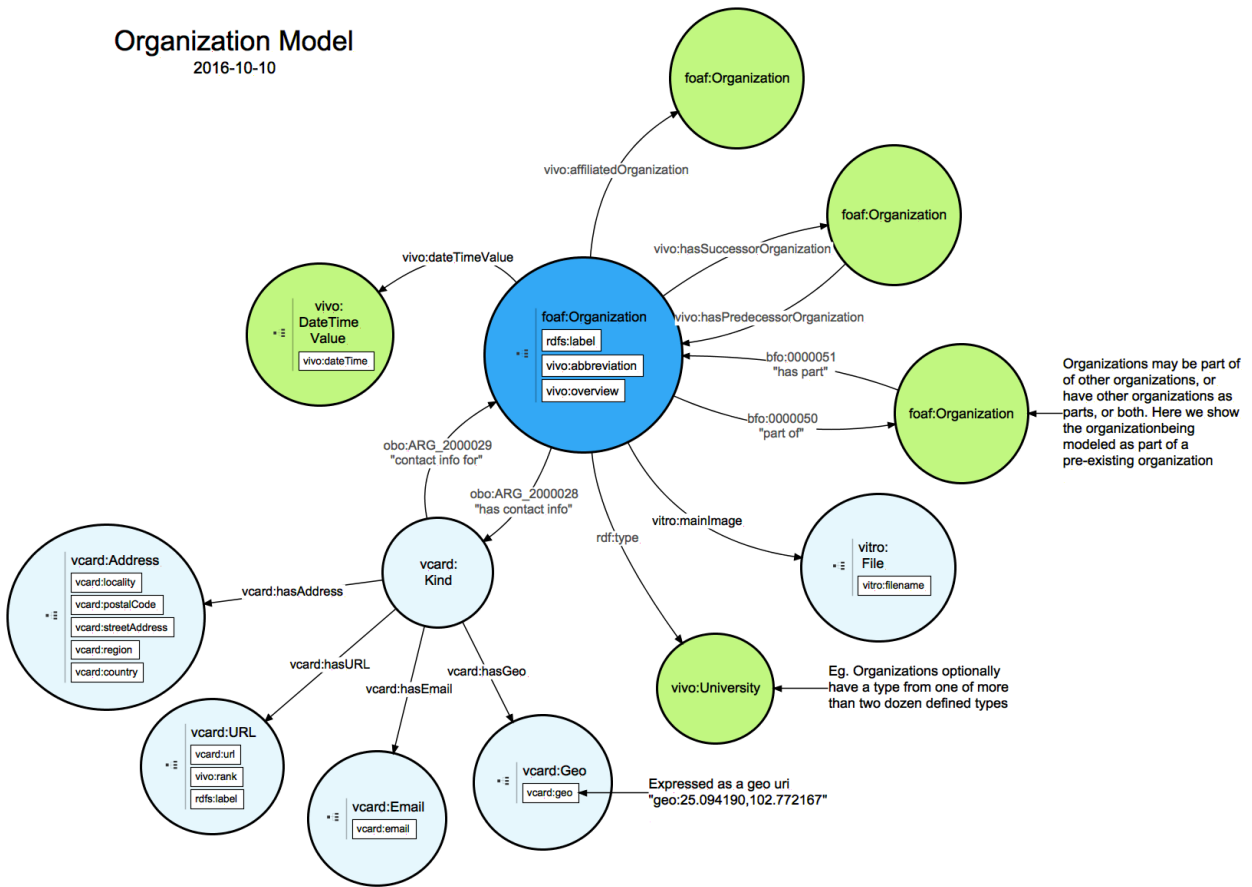 Organization Model
2016-10-10
foaf:Organization
vivo:affiliatedOrganization
foaf:Organization
vivo:hasSuccessorOrganization
vivo:dateTimeValue
vivo:
DateTime
Value
vivo:dateTime
foaf:Organization
rdfs:label
vivo:abbreviation
vivo:overview
vivo:hasPredecessorOrganization
bfo:0000051
"has part"
bfo:0000050
"part of"
foaf:Organization
Organizations may be part of
of other organizations, or
have other organizations as
parts, or both. Here we show
the organizationbeing
modeled as part of a
pre-existing organization
obo:ARG_2000029
"contact info for"
obo:ARG_2000028
"has contact info"
rdf:type
vitro:mainImage
vitro:
File
vitro:filename
vcard:
Kind
vcard:Address
vcard:locality
vcard:postalCode
vcard:streetAddress
vcard:region
vcard:country
vcard:hasAddress
vcard:hasURL
vcard:hasEmail
vcard:hasGeo
vivo:University
Eg. Organizations optionally
have a type from one of more
than two dozen defined types
vcard:URL
vcard:url
vivo:rank
rdfs:label
vcard:Email
vcard:email
vcard:Geo
vcard:geo
Expressed as a geo uri
"geo:25.094190,102.772167"